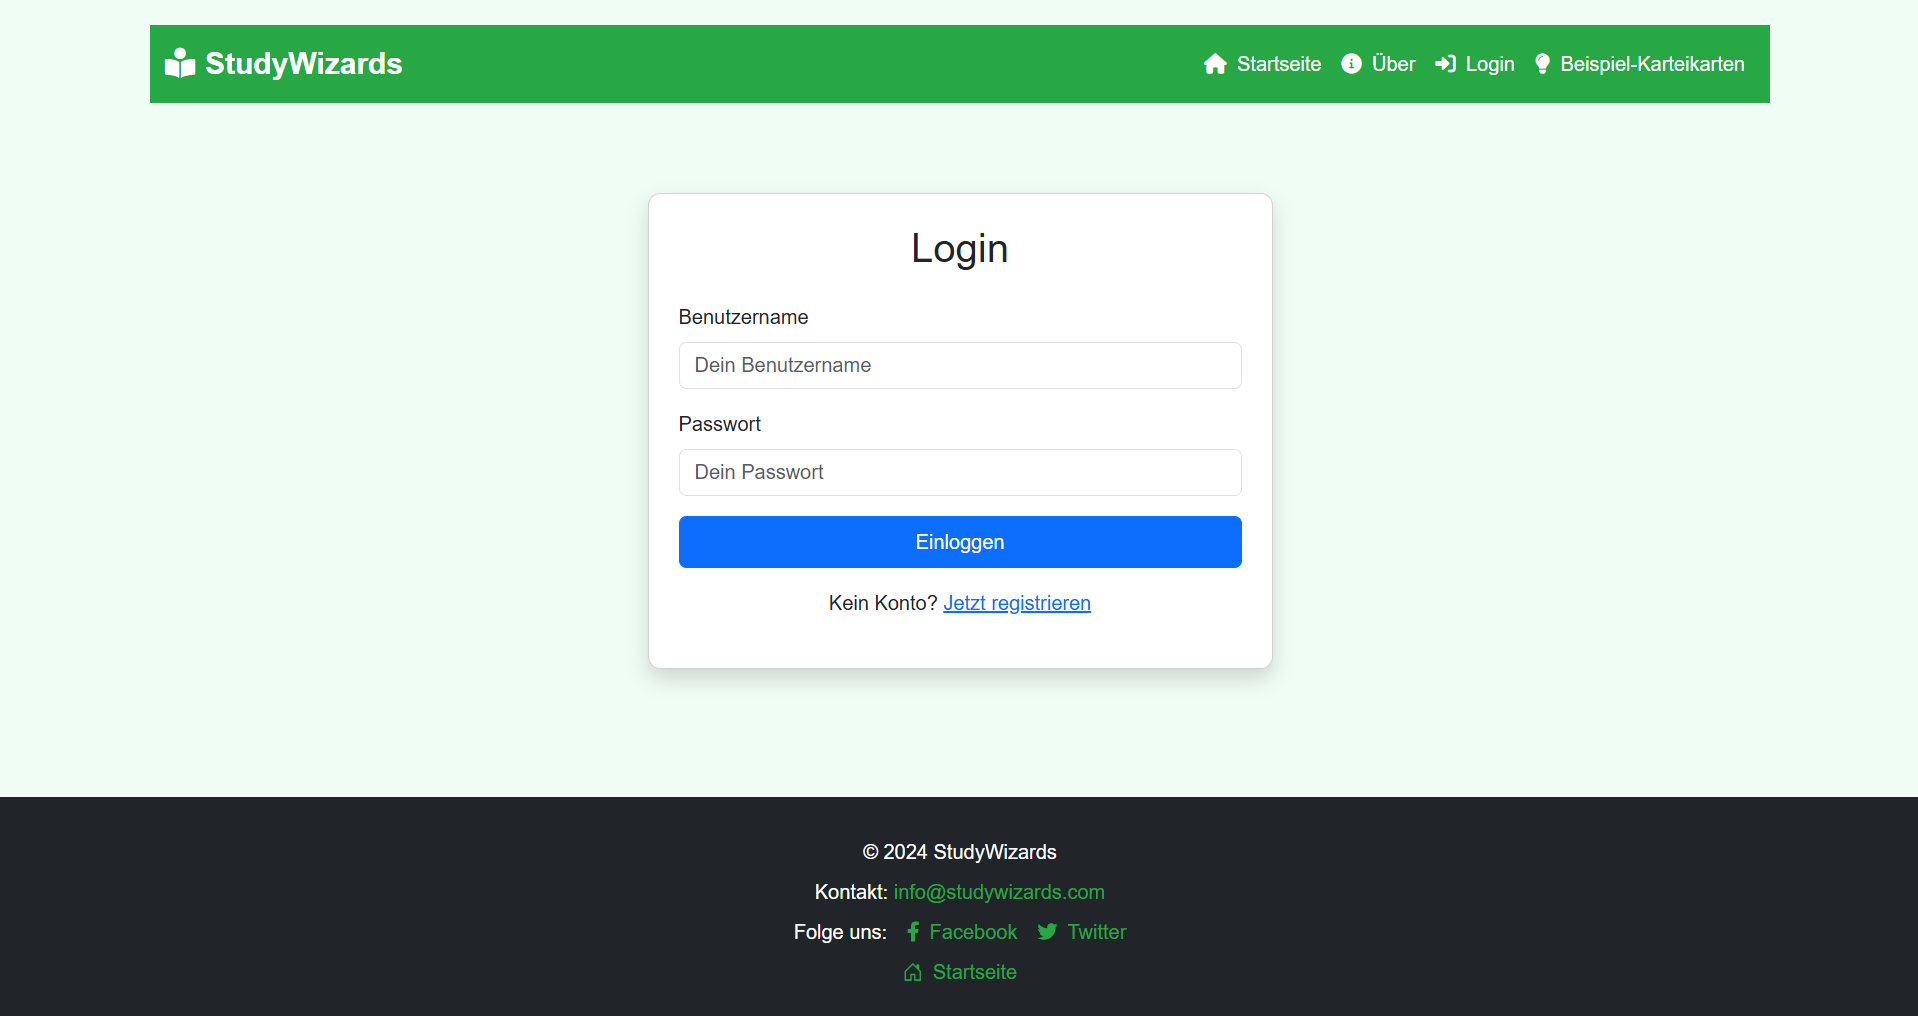 StudyWizards
Startseite Über Login Beispiel-Karteikarten
Login
Benutzername
Dein Benutzername
Passwort
Dein Passwort
Einloggen
Kein Konto? Jetzt registrieren
© 2024 StudyWizards
Kontakt: info@studywizards.com
Folge uns: Facebook Twitter
Startseite